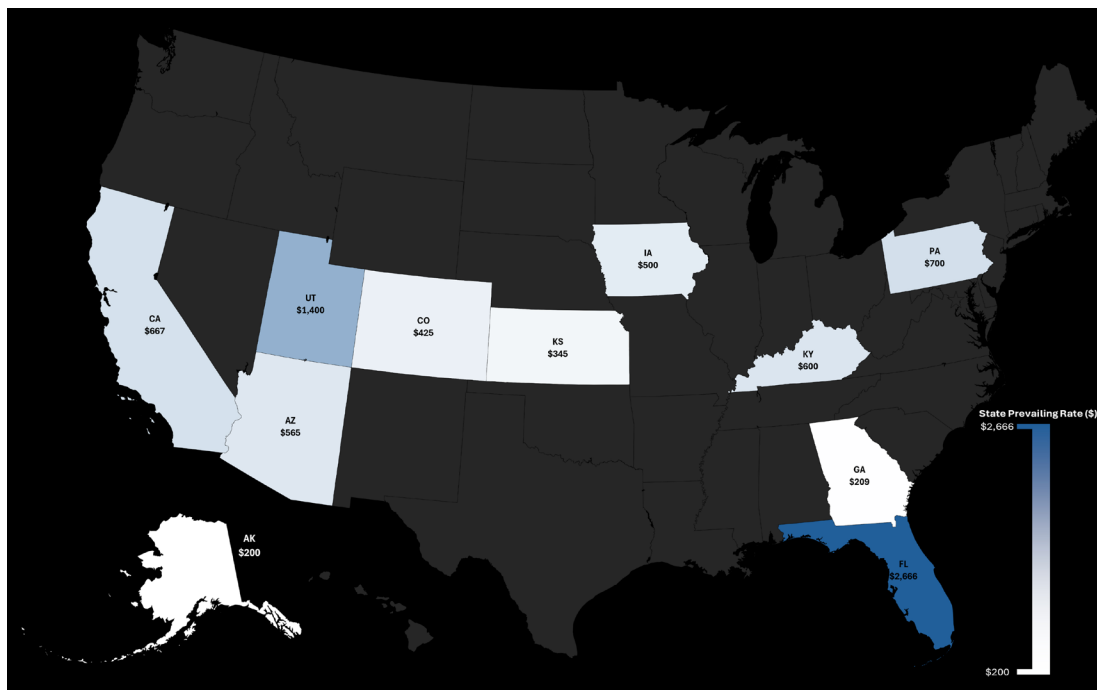 IA
$500
PA
$700
UT
$1,400
CA
$667
CO
$425
KS
$345
KY
$600
AZ
$565
State Prevailing Rate ($)
$2,666
GA
$209
AK
$200
FL
$2,666
$200